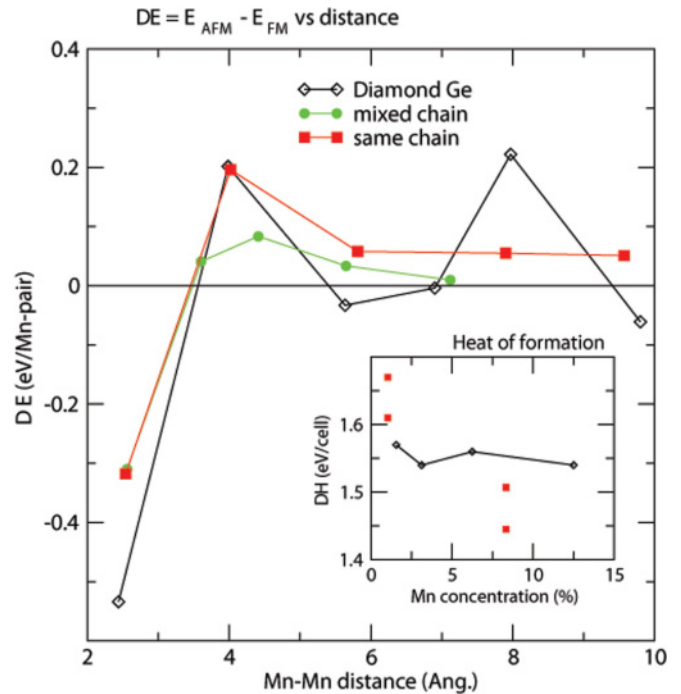 DE = E AFM - E FM vs distance
0.4
Diamond Ge
mixed chain
same chain
0.2
0
DE (eV/Mn-pair)
-0.2
-0.4
Heat of formation
1.6
DH (eV/cell)
1.5
1.4
0 5 10 15
Mn concentration (%)
2 4 6 8 10
Mn-Mn distance (Ang.)